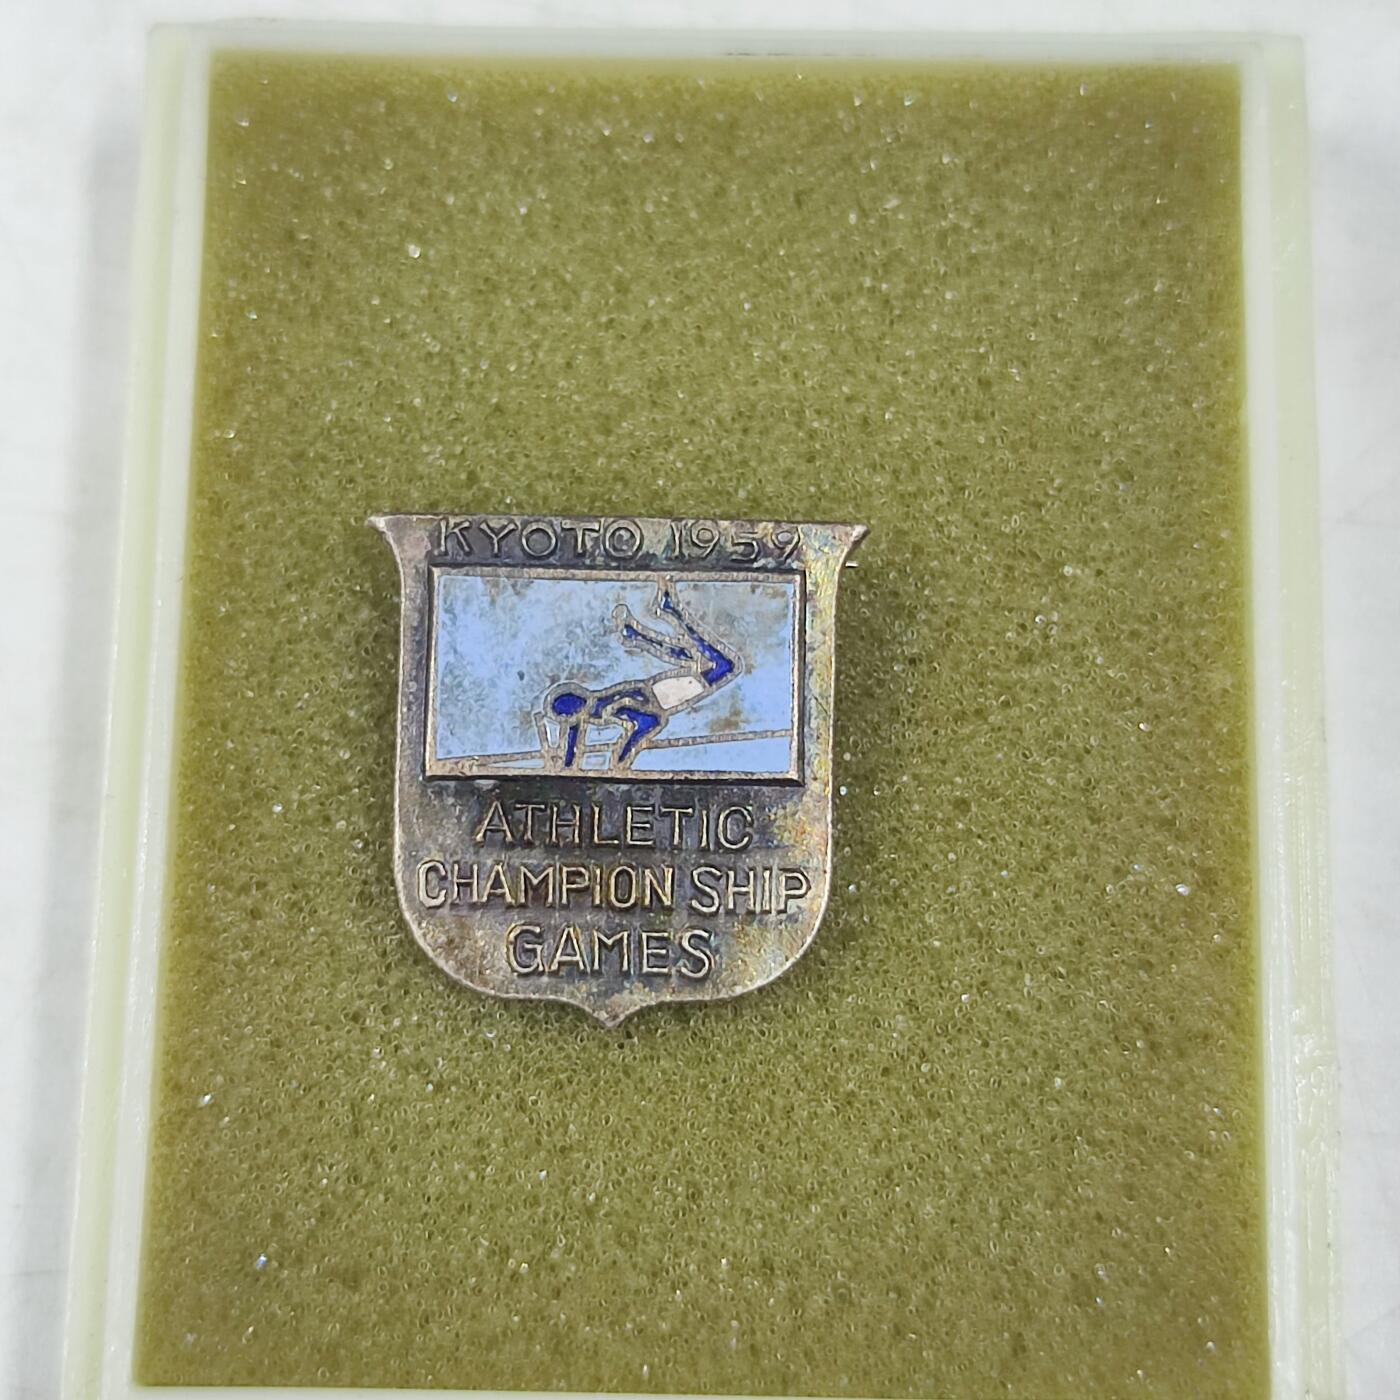 KYOTO 1959
ATHLETIC
CHAMPION SHIP
GAMES